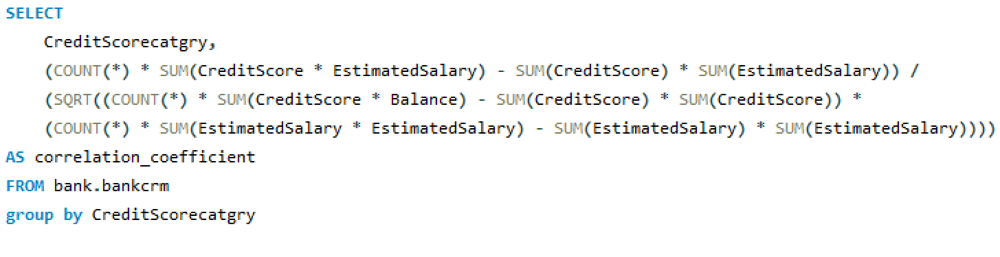 SELECT
CreditScorecatgry,
(COUNT(*) * SUM(CreditScore * EstimatedSalary) - SUM(CreditScore) * SUM(EstimatedSalary)) /
(SQRT((COUNT(*) * SUM(CreditScore * Balance) - SUM(CreditScore) * SUM(CreditScore)) *
(COUNT(*) * SUM(EstimatedSalary * EstimatedSalary) - SUM(EstimatedSalary) * SUM(EstimatedSalary))))
AS correlation_coefficient
FROM bank.bankcrm
group by CreditScorecatgry